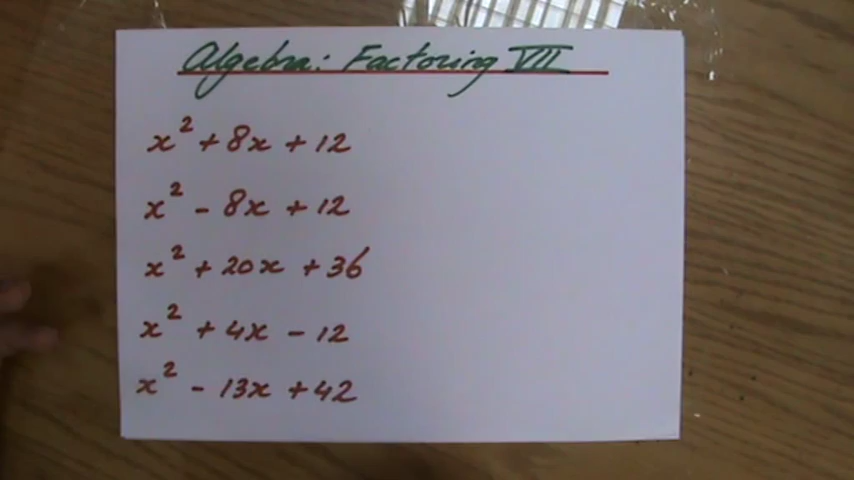 Algebra: Factoring VII
x² + 8x + 12
x² - 8x + 12
x² + 20x + 36
x² + 4x - 12
x² - 13x + 42